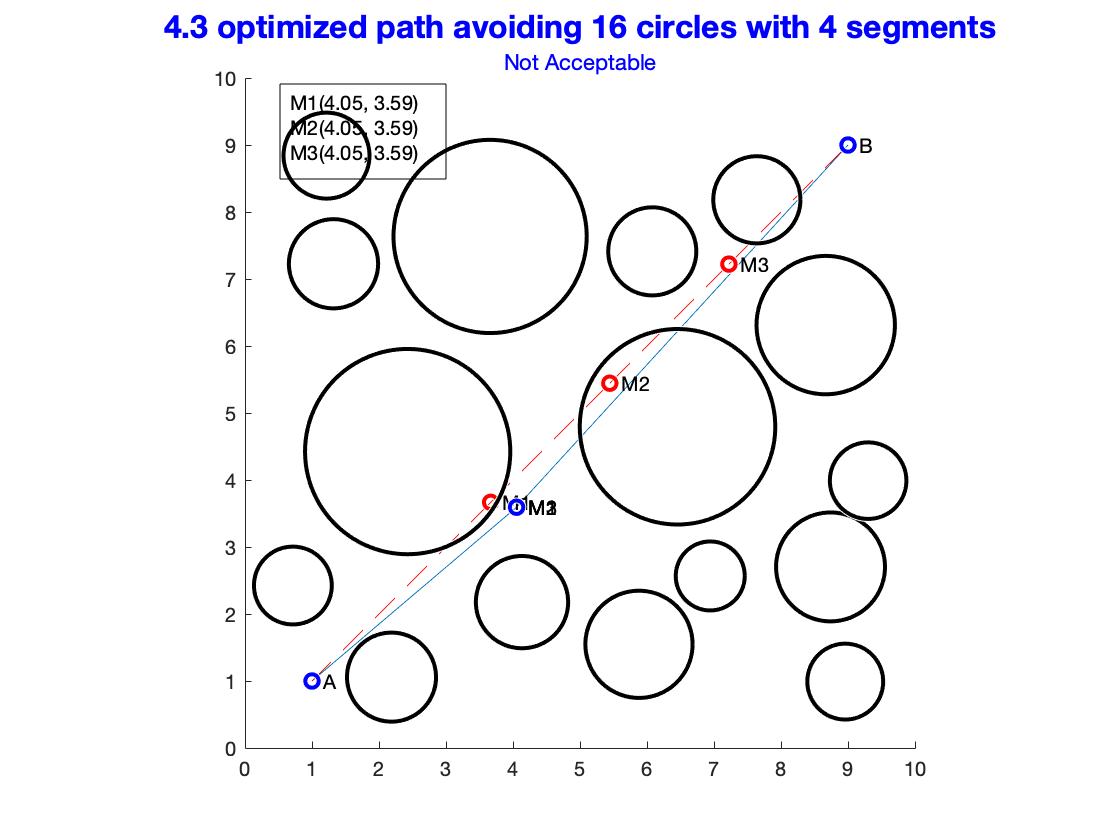 4.3 optimized path avoiding 16 circles with 4 segments
Not Acceptable
10
M1(4.05, 3.59)
M2(4.05, 3.59)
M3(4.05, 3.59)
9
B
8
M3
7
6
M2
5
4
M1
3
2
1
A
0
0 1 2 3 4 5 6 7 8 9 10